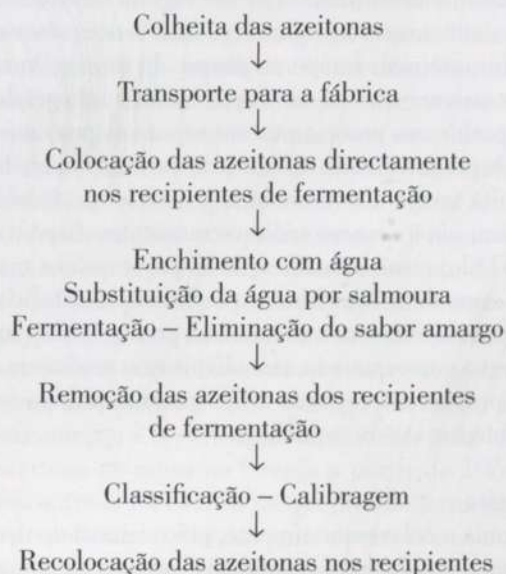 Colheita das azeitonas
↓
Transporte para a fábrica
↓
Colocação das azeitonas directamente
nos recipientes de fermentação
↓
Enchimento com água
Substituição da água por salmoura
Fermentação – Eliminação do sabor amargo
↓
Remoção das azeitonas dos recipientes
de fermentação
↓
Classificação – Calibragem
↓
Recolocação das azeitonas nos recipientes